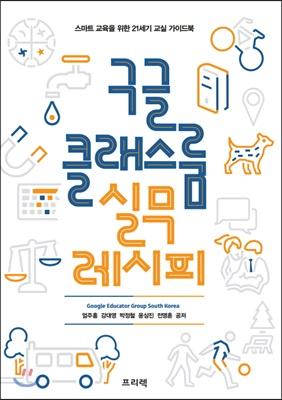 스마트 교육을 위한 21세기 교실 가이드북
구글
클래스룸
실무
레시피
Google Educator Group South Korea
엄주홍 강대영 박정철 윤상진 전명훈 공저
프리렉